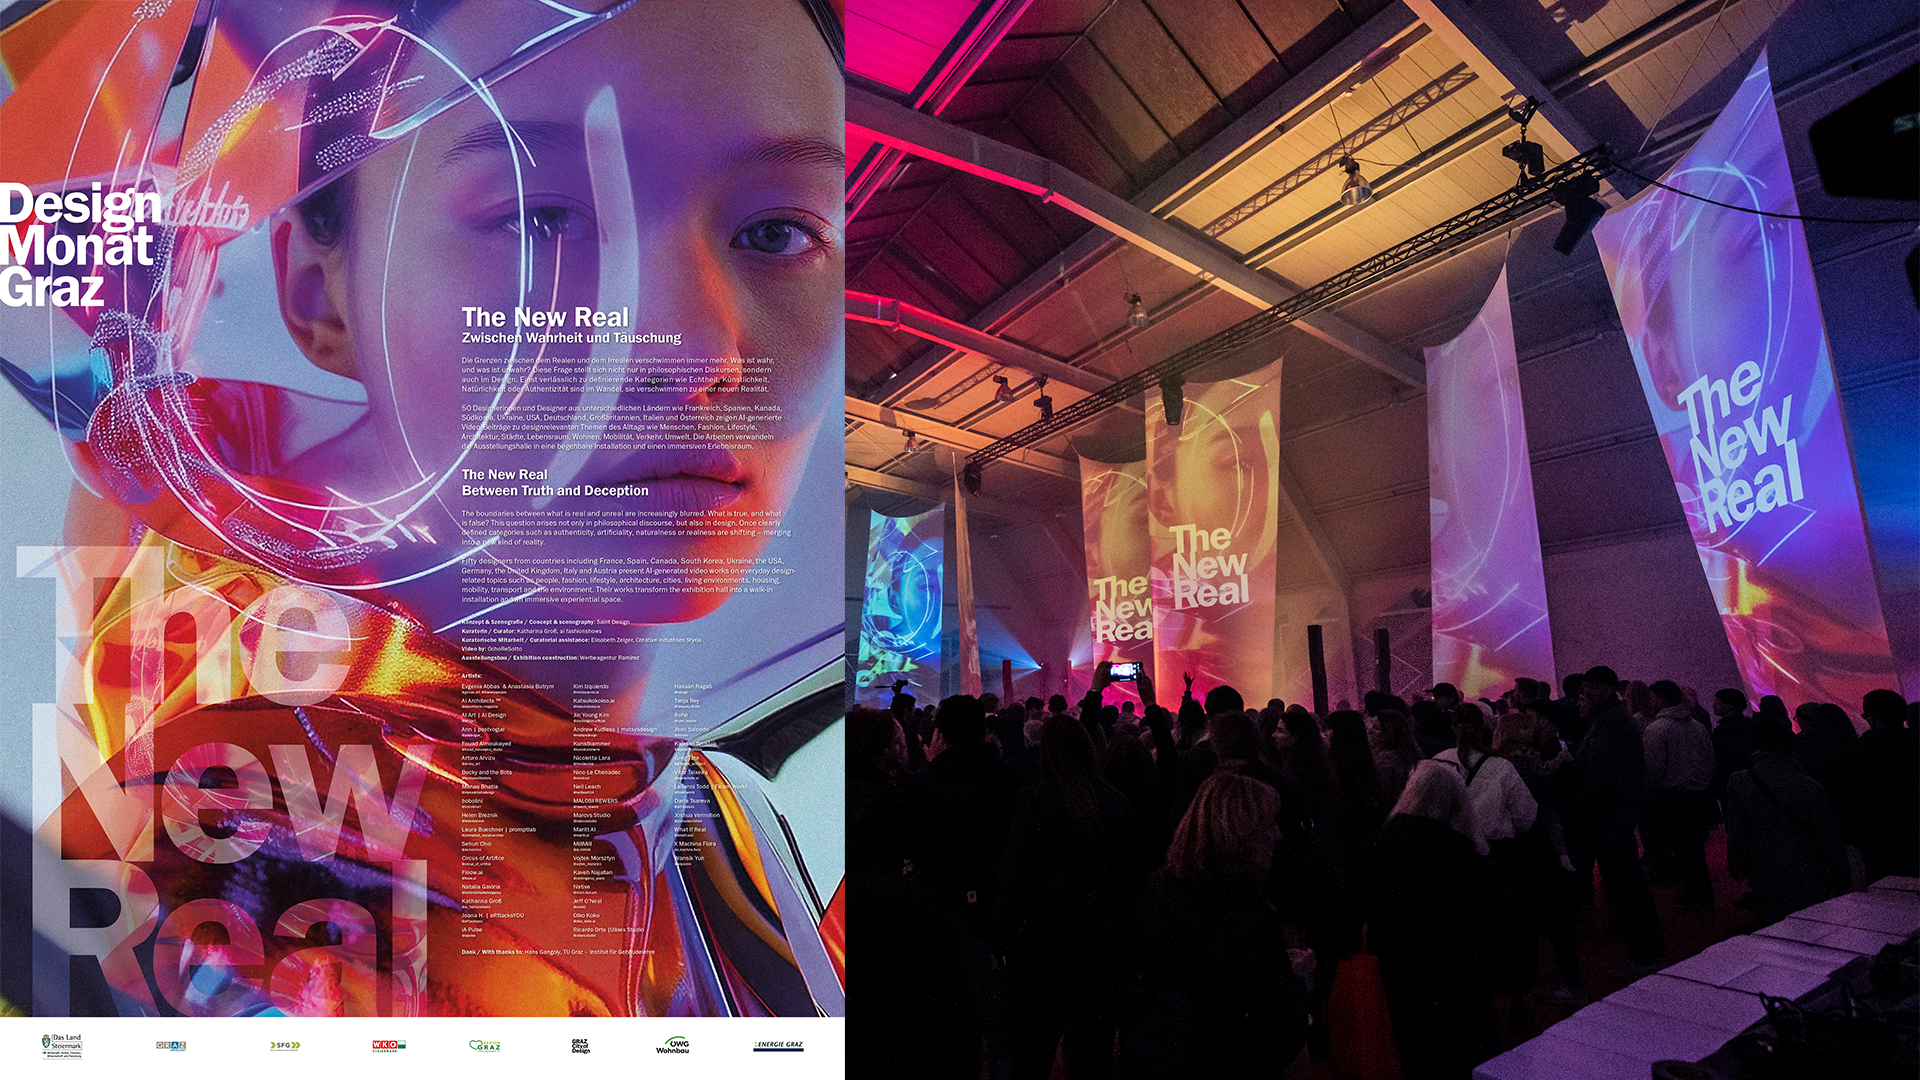 Design
Monat
Graz
The New Real
Zwischen Wahrheit und Täuschung
Die Grenzen zwischen dem Realen und dem Irrealen verschwimmen immer mehr. Was ist wahr,
und was ist unwahr? Diese Frage stellt sich nicht nur in philosophischen Diskursen, sondern
auch im Design. Einst verlässlich zu definierende Kategorien wie Echtheit, Künstlichkeit,
Natürlichkeit oder Authentizität sind im Wandel, sie verschwimmen zu einer neuen Realität.
50 Designerinnen und Designer aus unterschiedlichen Ländern wie Frankreich, Spanien, Kanada,
Südkorea, Ukraine, USA, Deutschland, Großbritannien, Italien und Österreich zeigen AI-generierte
Video-Beiträge zu designrelevanten Themen des Alltags wie Menschen, Fashion, Lifestyle,
Architektur, Städte, Lebensraum, Wohnen, Mobilität, Verkehr, Umwelt. Die Arbeiten verwandeln
die Ausstellungshalle in eine begehbare Installation und einen immersiven Erlebnisraum.
The New Real
Between Truth and Deception
The boundaries between what is real and unreal are increasingly blurred. What is true, and what
is false? This question arises not only in philosophical discourse, but also in design. Once clearly
defined categories such as authenticity, artificiality, naturalness or realness are shifting – merging
into a new kind of reality.
Fifty designers from countries including France, Spain, Canada, South Korea, Ukraine, the USA,
Germany, the United Kingdom, Italy and Austria present AI-generated video works on everyday design-
related topics such as people, fashion, lifestyle, architecture, cities, living environments, housing,
mobility, transport and the environment. Their works transform the exhibition hall into a walk-in
installation and an immersive experiential space.
Konzept & Szenografie / Concept & scenography: Saint Design
Kuratorin / Curator: Katharina Groß, ai fashionshows
Kuratorische Mitarbeit / Curatorial assistance: Elisabeth Zeiger, Creative Industries Styria
Video by: OchoReSotto
Ausstellungsbau / Exhibition construction: Werbeagentur Ramirez
Artists:
Evgenia Abbas & Anastasia Butrym
AI Architects ™
AI Art | AI Design
Ann | postvogue
Fouad Almoukayed
Arturo Arvizu
Becky and the Bots
Manas Bhatia
bobolini
Helen Breznik
Laura Buechner | promptlab
Sehun Choi
Circus of Artifice
Floow.ai
Natalia Gaviria
Katharina Groß
Joana H. | aRttacksYOU
IA Pulse
Xim Izquierdo
Katsukokoiso.ai
Jin Young Kim
Andrew Kudless | matsysdesign
Kunstkammer
Nicoletta Lara
Nino Le Chenadec
Neil Leach
MALOSI REWERS
Marovs Studio
Maritt AI
MillMill
Vojtek Morsztyn
Kaveh Najafian
Native
Jeff O'Neal
Olko Koko
Ricardo Orts |Ulises Studio
Hassan Ragab
Tanja Rey
Ruha
Jhon Salcedo
Greg Tate
Vitar Teixeira
Leilanni Todd | Ficam World
Daria Tsareva
Joshua Vermillion
What if Real
X Machina Flora
Wansik Yun
Dank / With thanks to: Hans Gangoly, TU Graz – Institut für Gebäudelehre
The
New
Real
Das Land
Steiermark
GRAZ
SFG
WKO
STEIERMARK
REGION
GRAZ
GRAZ
City of
Design
ÖWG
Wohnbau
ENERGIE GRAZ
The
New
Rea
The
New
Real
The
New
Real